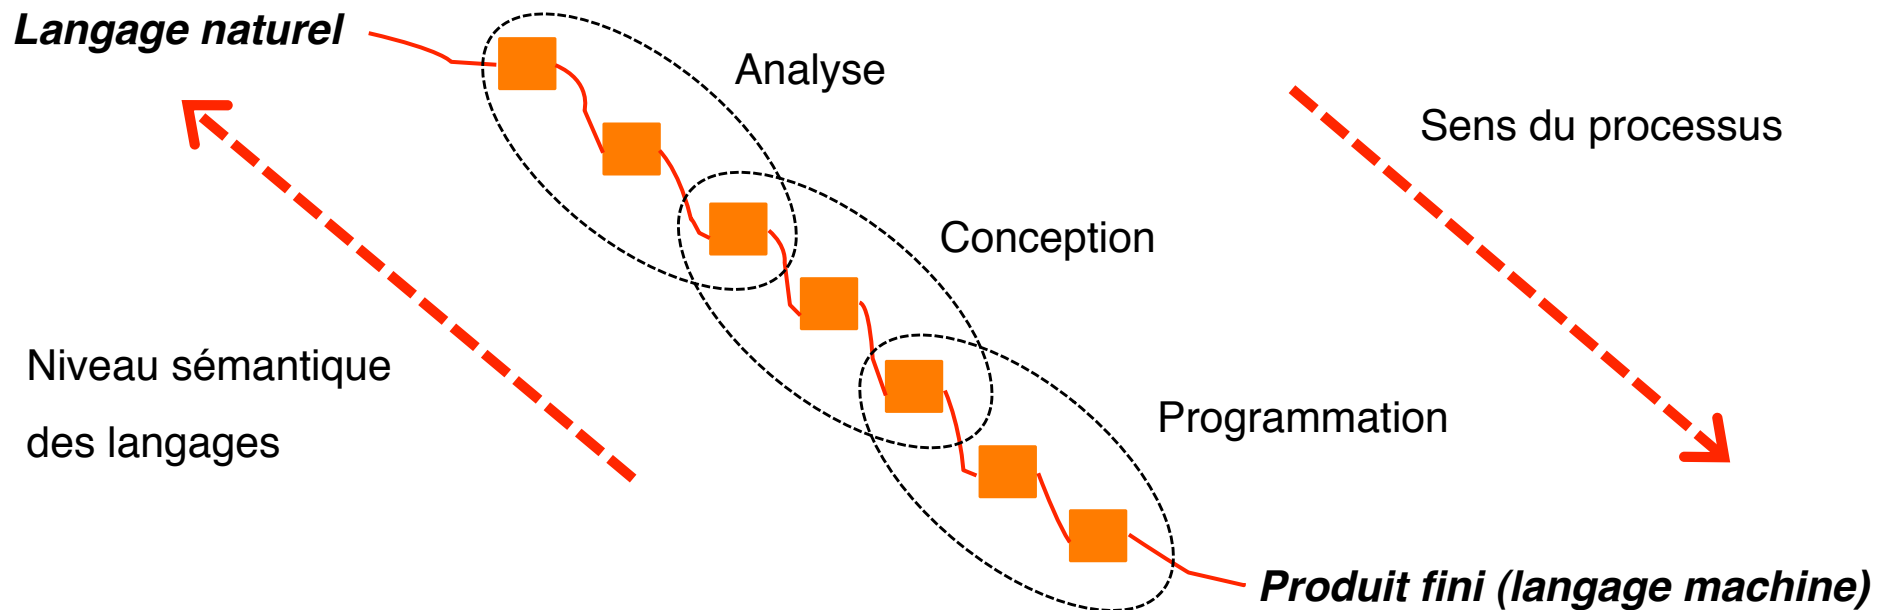 Langage naturel
Analyse
Sens du processus
Conception
Niveau sémantique
des langages
Programmation
Produit fini (langage machine)